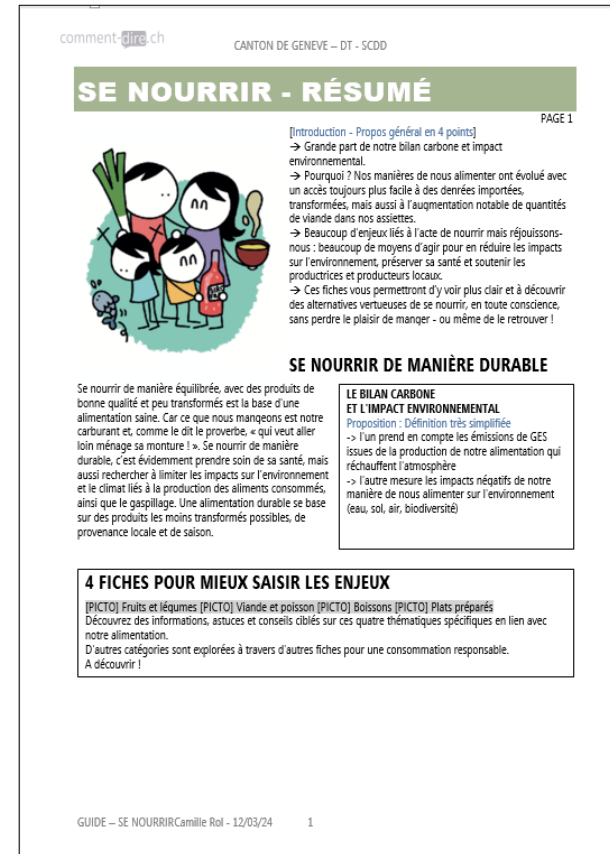 comment-dire.ch
CANTON DE GENEVE – DT - SCDD
SE NOURRIR - RÉSUMÉ
PAGE 1
[Introduction - Propos général en 4 points]
→ Grande part de notre bilan carbone et impact
environnemental.
→ Pourquoi ? Nos manières de nous alimenter ont évolué avec
un accès toujours plus facile à des denrées importées,
transformées, mais aussi à l'augmentation notable de quantités
de viande dans nos assiettes.
→ Beaucoup d'enjeux liés à l'acte de nourrir mais réjouissons-
nous : beaucoup de moyens d'agir pour en réduire les impacts
sur l'environnement, préserver sa santé et soutenir les
productrices et producteurs locaux.
→ Ces fiches vous permettront d'y voir plus clair et à découvrir
des alternatives vertueuses de se nourrir, en toute conscience,
sans perdre le plaisir de manger - ou même de le retrouver !
SE NOURRIR DE MANIÈRE DURABLE
Se nourrir de manière équilibrée, avec des produits de
bonne qualité et peu transformés est la base d'une
alimentation saine. Car ce que nous mangeons est notre
carburant et, comme le dit le proverbe, « qui veut aller
loin ménage sa monture ! ». Se nourrir de manière
durable, c'est évidemment prendre soin de sa santé, mais
aussi rechercher à limiter les impacts sur l'environnement
et le climat liés à la production des aliments consommés,
ainsi que le gaspillage. Une alimentation durable se base
sur des produits les moins transformés possibles, de
provenance locale et de saison.
LE BILAN CARBONE
ET L'IMPACT ENVIRONNEMENTAL
Proposition : Définition très simplifiée
-> l'un prend en compte les émissions de GES
issues de la production de notre alimentation qui
réchauffent l'atmosphère
-> l'autre mesure les impacts négatifs de notre
manière de nous alimenter sur l'environnement
(eau, sol, air, biodiversité)
4 FICHES POUR MIEUX SAISIR LES ENJEUX
[PICTO] Fruits et légumes [PICTO] Viande et poisson [PICTO] Boissons [PICTO] Plats préparés
Découvrez des informations, astuces et conseils ciblés sur ces quatre thématiques spécifiques en lien avec
notre alimentation.
D'autres catégories sont explorées à travers d'autres fiches pour une consommation responsable.
A découvrir !
GUIDE – SE NOURRIRCamille Rol - 12/03/24 1